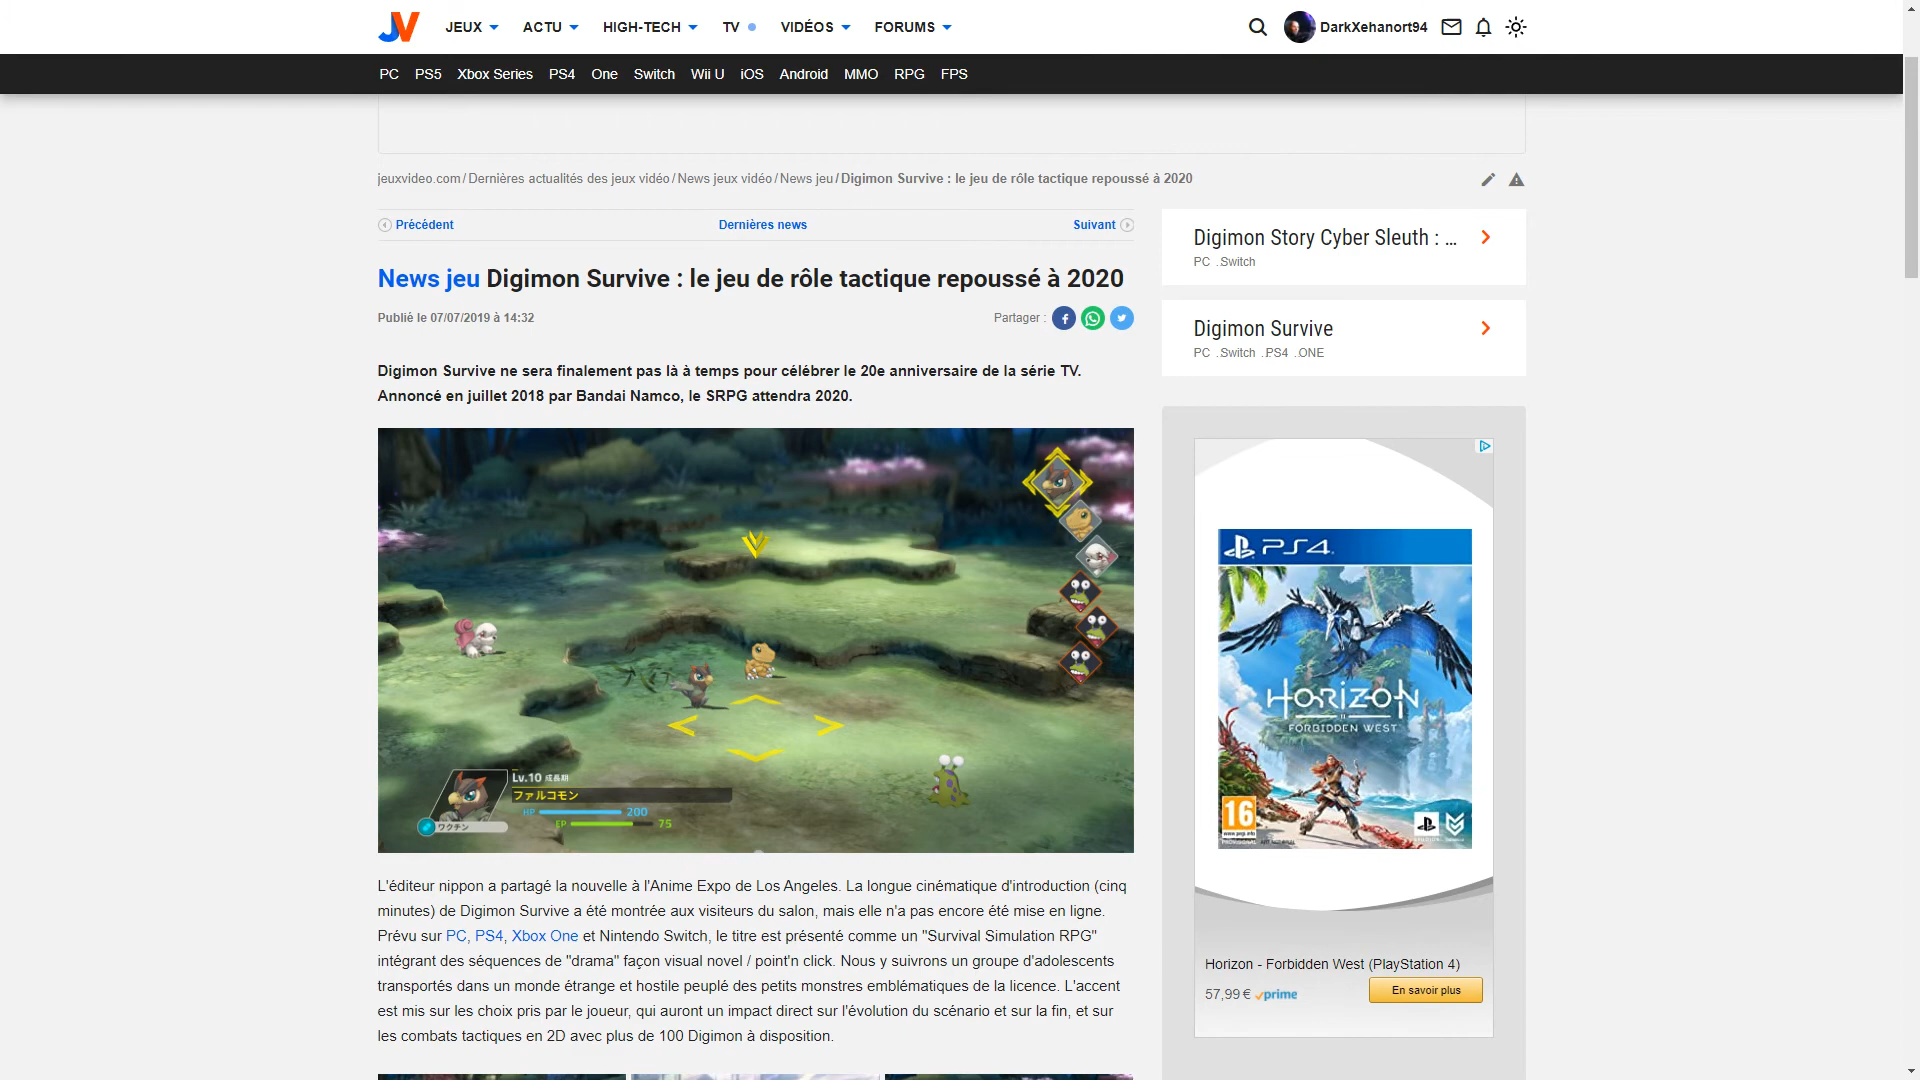 JV JEUX ACTU HIGH-TECH TV VIDÉOS FORUMS DarkXehanort94
PC PS5 Xbox Series PS4 One Switch Wii U iOS Android MMO RPG FPS
jeuxvideo.com / Dernières actualités des jeux vidéo / News jeux vidéo / News jeu / Digimon Survive : le jeu de rôle tactique repoussé à 2020
Précédent Dernières news Suivant
News jeu Digimon Survive : le jeu de rôle tactique repoussé à 2020
Publié le 07/07/2019 à 14:32 Partager :
Digimon Survive ne sera finalement pas là à temps pour célébrer le 20e anniversaire de la série TV.
Annoncé en juillet 2018 par Bandai Namco, le SRPG attendra 2020.
Lv.10 成長期
ファルコモン
HP 200
EP 75
ワクチン
L'éditeur nippon a partagé la nouvelle à l'Anime Expo de Los Angeles. La longue cinématique d'introduction (cinq
minutes) de Digimon Survive a été montrée aux visiteurs du salon, mais elle n'a pas encore été mise en ligne.
Prévu sur PC, PS4, Xbox One et Nintendo Switch, le titre est présenté comme un "Survival Simulation RPG"
intégrant des séquences de "drama" façon visual novel / point'n click. Nous y suivrons un groupe d'adolescents
transportés dans un monde étrange et hostile peuplé des petits monstres emblématiques de la licence. L'accent
est mis sur les choix pris par le joueur, qui auront un impact direct sur l'évolution du scénario et sur la fin, et sur
les combats tactiques en 2D avec plus de 100 Digimon à disposition.
Digimon Story Cyber Sleuth : ...
PC . Switch
Digimon Survive
PC . Switch . PS4 . ONE
PS4
HORIZON
FORBIDDEN WEST
16
www.pegi.info
PROVISIONAL
Horizon - Forbidden West (PlayStation 4)
57,99 € prime En savoir plus